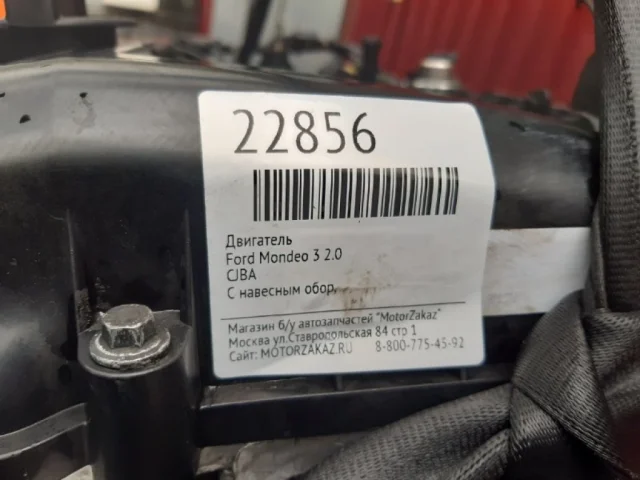 22856
Двигатель
Ford Mondeo 3 2.0
CJBA
С навесным обор.
Магазин б/у автозапчастей "MotorZakaz"
Москва ул.Ставропольская 84 стр 1
Сайт: MOTORZAKAZ.RU 8-800-775-45-92